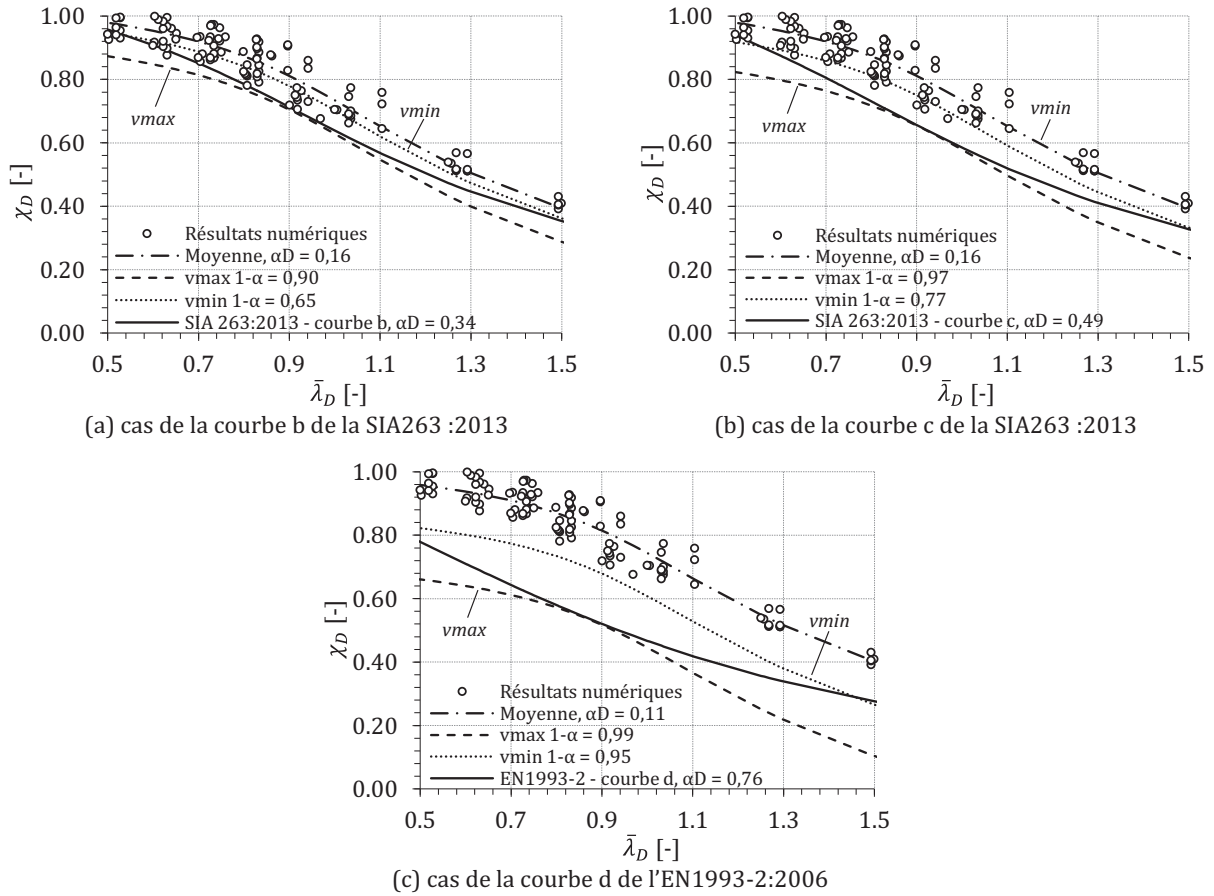 1.00
0.80
0.60
0.40
0.20
0.00
χD [-]
vmax
vmin
Résultats numériques
Moyenne, αD = 0,16
vmax 1-α = 0,90
vmin 1-α = 0,65
SIA 263:2013 - courbe b, αD = 0,34
0.5 0.7 0.9 1.1 1.3 1.5
λ̄D [-]
(a) cas de la courbe b de la SIA263 :2013
1.00
0.80
0.60
0.40
0.20
0.00
χD [-]
vmax
vmin
Résultats numériques
Moyenne, αD = 0,16
vmax 1-α = 0,97
vmin 1-α = 0,77
SIA 263:2013 - courbe c, αD = 0,49
0.5 0.7 0.9 1.1 1.3 1.5
λ̄D [-]
(b) cas de la courbe c de la SIA263 :2013
1.00
0.80
0.60
0.40
0.20
0.00
χD [-]
vmax
vmin
Résultats numériques
Moyenne, αD = 0,11
vmax 1-α = 0,99
vmin 1-α = 0,95
EN1993-2 - courbe d, αD = 0,76
0.5 0.7 0.9 1.1 1.3 1.5
λ̄D [-]
(c) cas de la courbe d de l'EN1993-2:2006